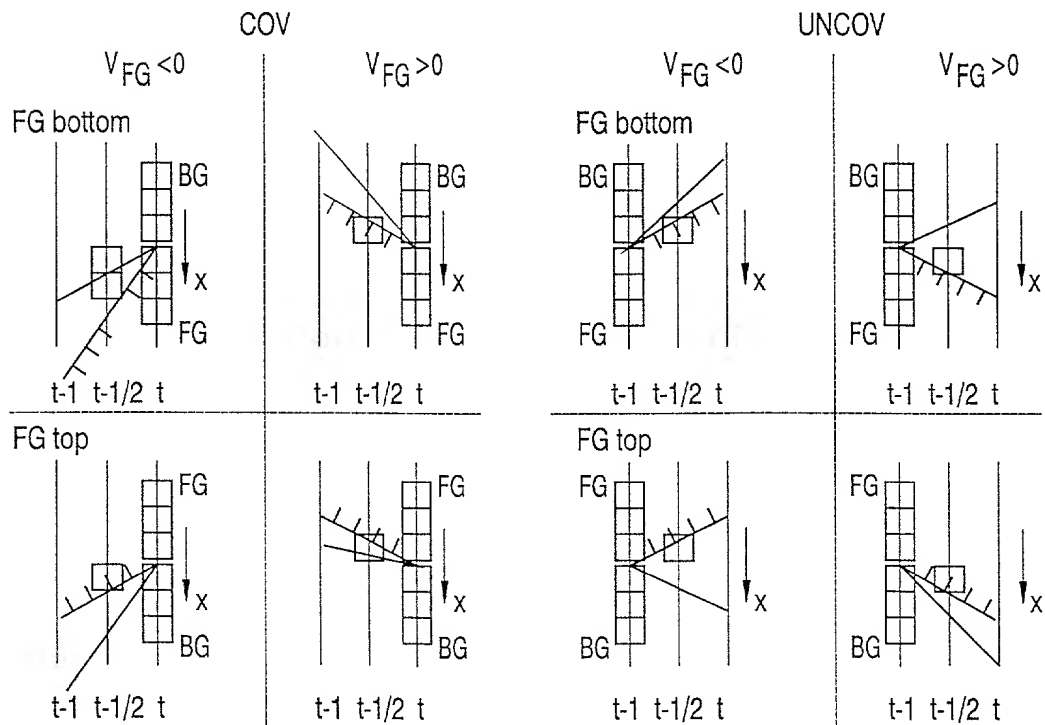 COV
UNCOV
V_FG <0
V_FG >0
V_FG <0
V_FG >0
FG bottom
BG
X
FG
t-1 t-1/2 t
BG
X
FG
t-1 t-1/2 t
FG bottom
BG
X
FG
t-1 t-1/2 t
BG
X
FG
t-1 t-1/2 t
FG top
FG
X
BG
t-1 t-1/2 t
FG
X
BG
t-1 t-1/2 t
FG top
FG
X
BG
t-1 t-1/2 t
FG
X
BG
t-1 t-1/2 t